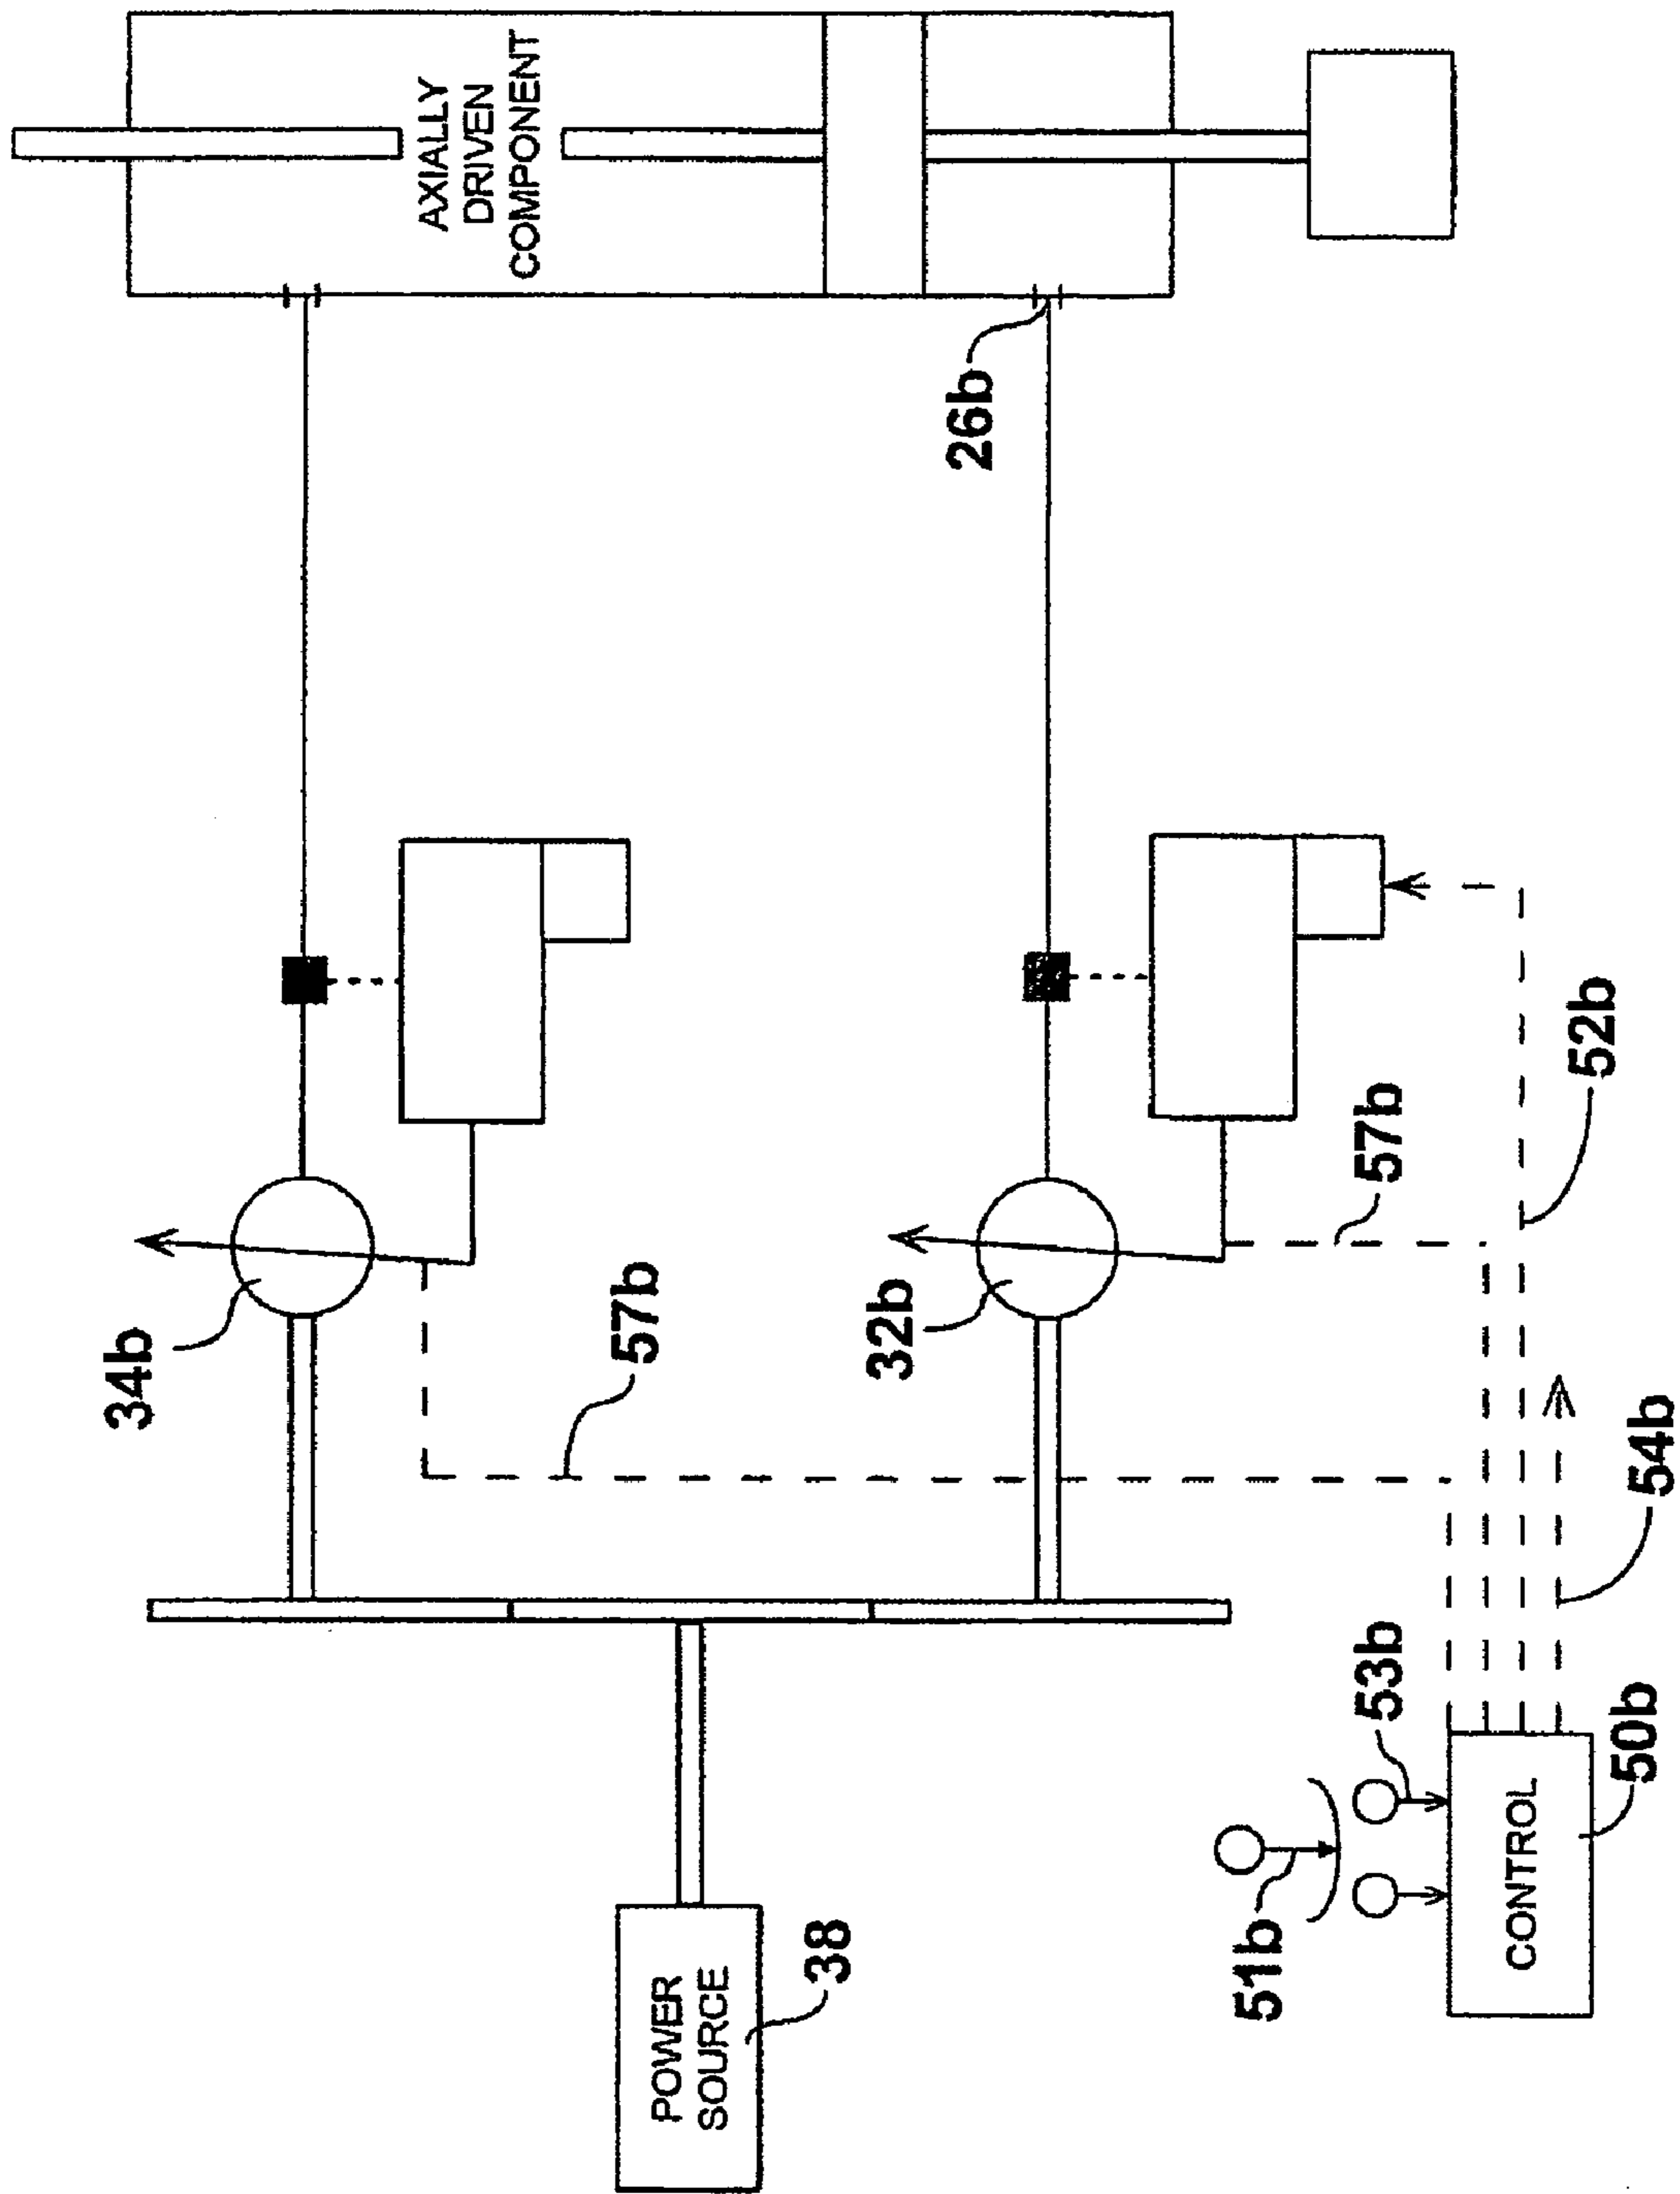 AXIALLY
DRIVEN
COMPONENT
26b
34b
57b
32b
57b
52b
54b
POWER
SOURCE
38
51b
53b
CONTROL
50b